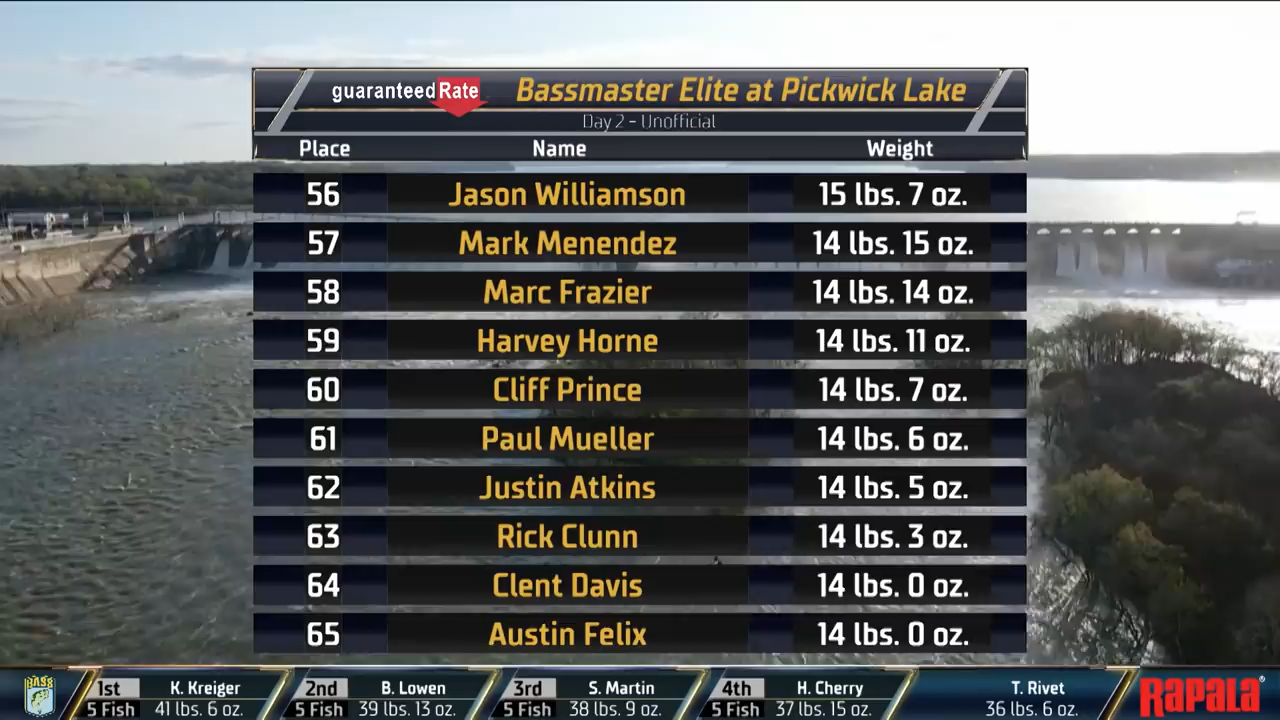 guaranteed Rate Bassmaster Elite at Pickwick Lake
Day 2 - Unofficial
Place Name Weight
56 Jason Williamson 15 lbs. 7 oz.
57 Mark Menendez 14 lbs. 15 oz.
58 Marc Frazier 14 lbs. 14 oz.
59 Harvey Horne 14 lbs. 11 oz.
60 Cliff Prince 14 lbs. 7 oz.
61 Paul Mueller 14 lbs. 6 oz.
62 Justin Atkins 14 lbs. 5 oz.
63 Rick Clunn 14 lbs. 3 oz.
64 Clent Davis 14 lbs. 0 oz.
65 Austin Felix 14 lbs. 0 oz.
BASS 1st K. Kreiger 2nd B. Lowen 3rd S. Martin 4th H. Cherry T. Rivet RAPALA®
5 Fish 41 lbs. 6 oz. 5 Fish 39 lbs. 13 oz. 5 Fish 38 lbs. 9 oz. 5 Fish 37 lbs. 15 oz. 36 lbs. 6 oz.